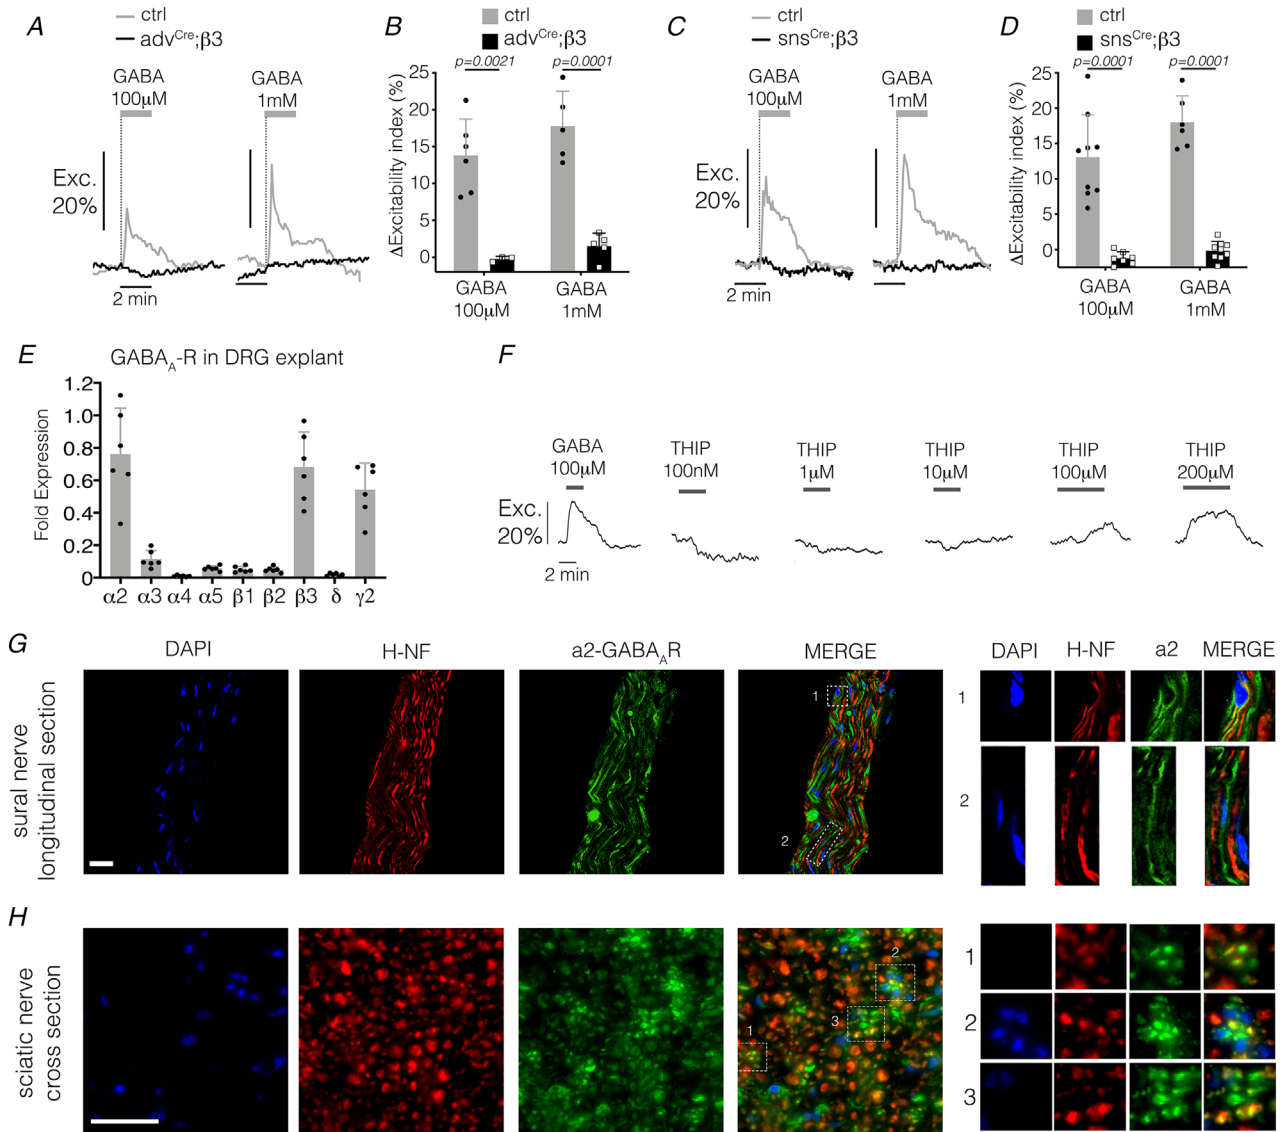 A
ctrl
advCre;β3
GABA
100μM
GABA
1mM
Exc.
20%
2 min
B
ctrl
advCre;β3
p=0.0021
p=0.0001
ΔExcitability index (%)
25
20
15
10
5
0
GABA
100μM
GABA
1mM
C
ctrl
snsCre;β3
GABA
100μM
GABA
1mM
Exc.
20%
2 min
D
ctrl
snsCre;β3
p=0.0001
p=0.0001
ΔExcitability index (%)
25
20
15
10
5
0
GABA
100μM
GABA
1mM
E
GABAA-R in DRG explant
Fold Expression
1.2
1.0
0.8
0.6
0.4
0.2
0
α2 α3 α4 α5 β1 β2 β3 δ γ2
F
GABA
100μM
THIP
100nM
THIP
1μM
THIP
10μM
THIP
100μM
THIP
200μM
Exc.
20%
2 min
G
DAPI H-NF a2-GABAAR MERGE
DAPI H-NF a2 MERGE
sural nerve
longitudinal section
1
2
1
2
H
sciatic nerve
cross section
1
2
3
1
2
3